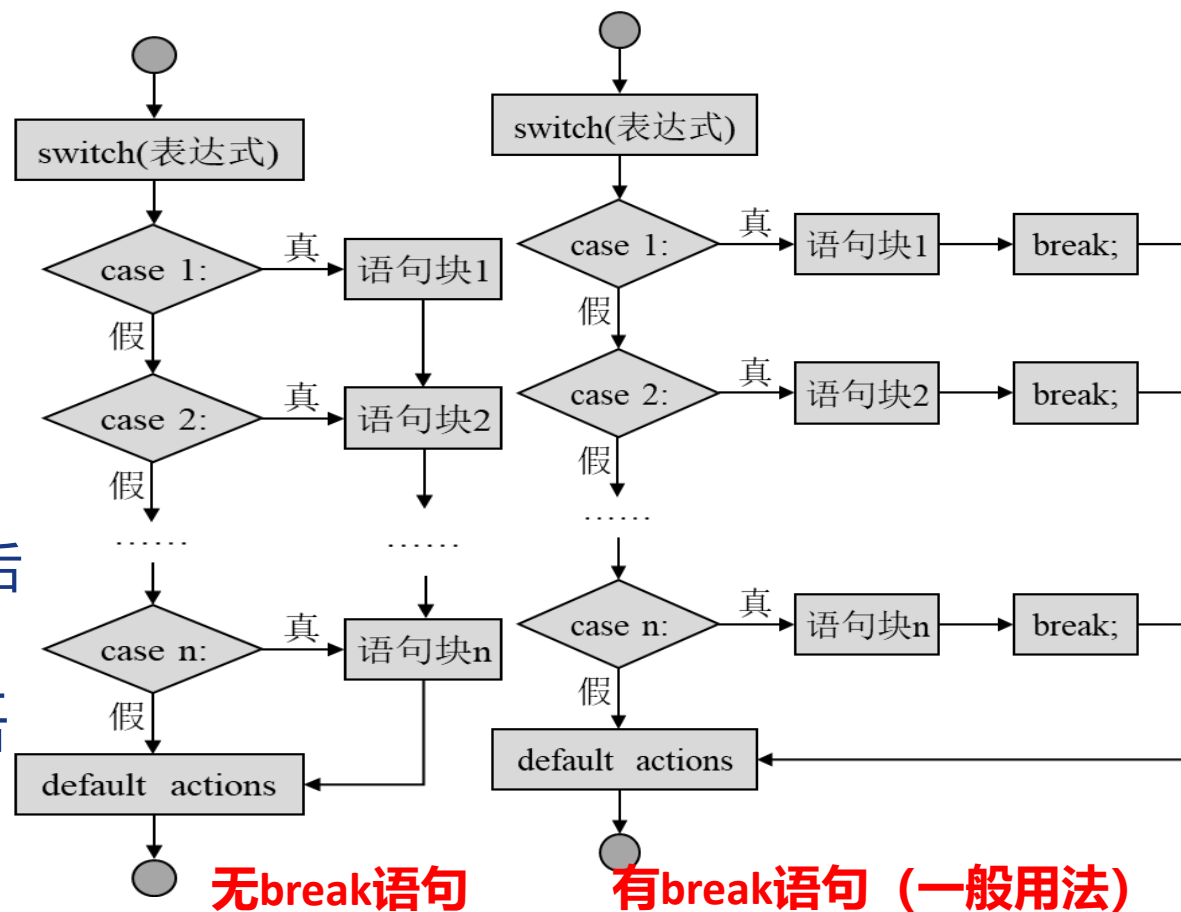 switch(表达式)
case 1:
真
语句块1
假
case 2:
真
语句块2
假
······
······
case n:
真
语句块n
假
default actions
无break语句
switch(表达式)
case 1:
真
语句块1
break;
假
case 2:
真
语句块2
break;
假
······
case n:
真
语句块n
break;
假
default actions
有break语句（一般用法）
后